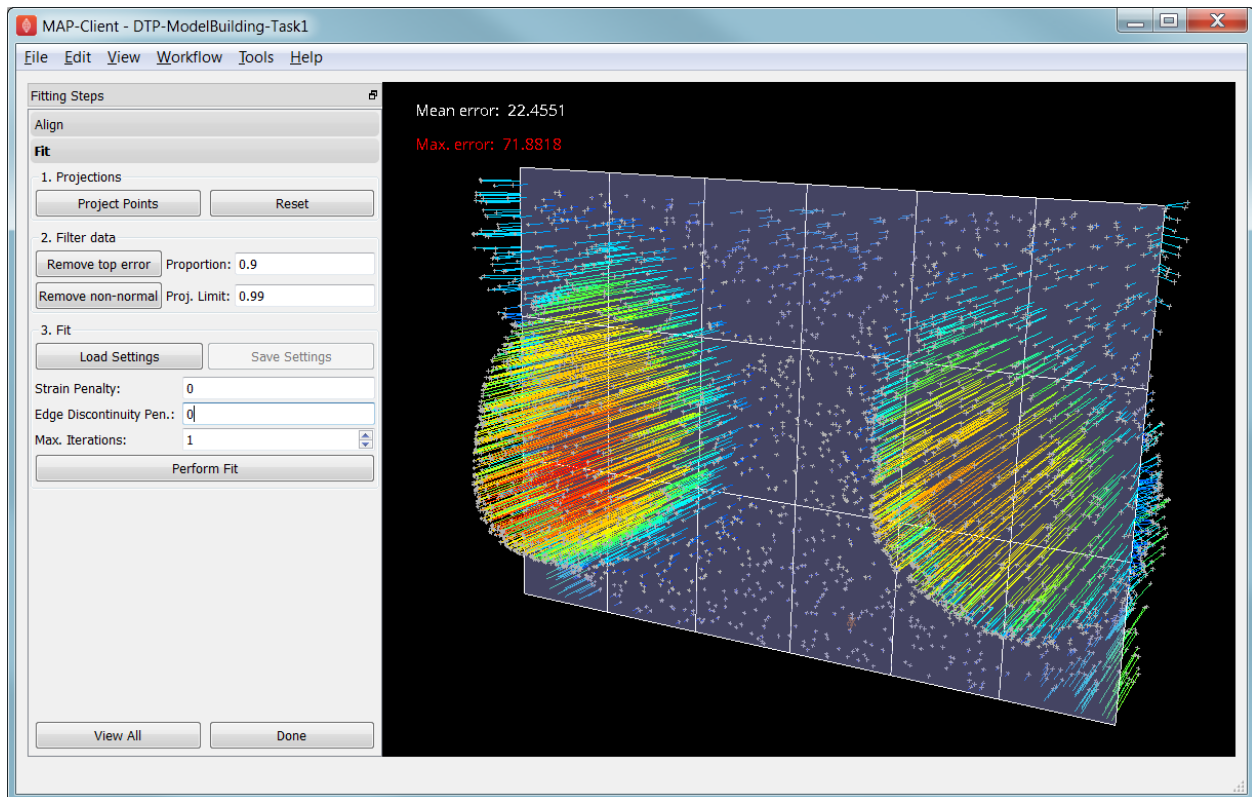 MAP-Client - DTP-ModelBuilding-Task1
File Edit View Workflow Tools Help
Fitting Steps
Align
Fit
1. Projections
Project Points Reset
2. Filter data
Remove top error Proportion: 0.9
Remove non-normal Proj. Limit: 0.99
3. Fit
Load Settings Save Settings
Strain Penalty: 0
Edge Discontinuity Pen.: 0
Max. Iterations: 1
Perform Fit
View All Done
Mean error: 22.4551
Max. error: 71.8818